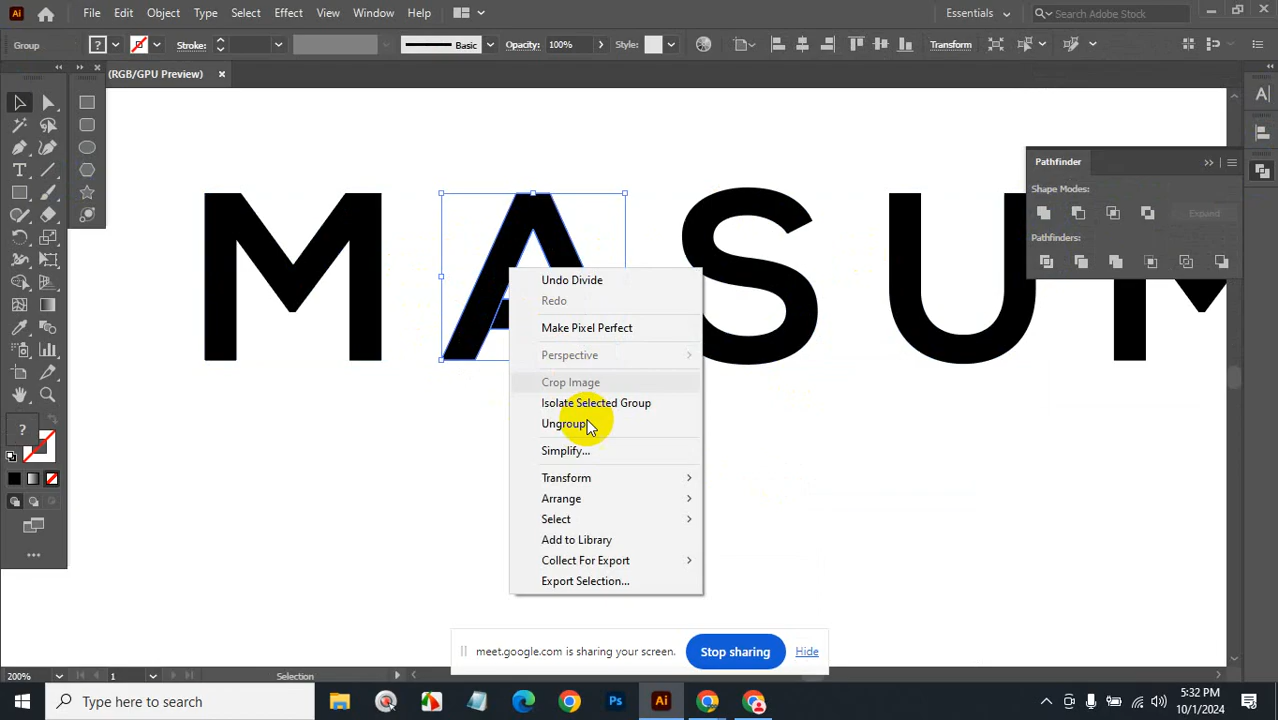 Ai File Edit Object Type Select Effect View Window Help Essentials Search Adobe Stock
Group ? Stroke: Basic Opacity: 100% Style: Transform
(RGB/GPU Preview)
Pathfinder
Shape Modes:
Expand
Pathfinders:
MASUM
Undo Divide
Redo
Make Pixel Perfect
Perspective
Crop Image
Isolate Selected Group
Ungroup
Simplify...
Transform
Arrange
Select
Add to Library
Collect For Export
Export Selection...
?
meet.google.com is sharing your screen. Stop sharing Hide
200% 1 Selection
Type here to search Ps Ai 5:32 PM
10/1/2024